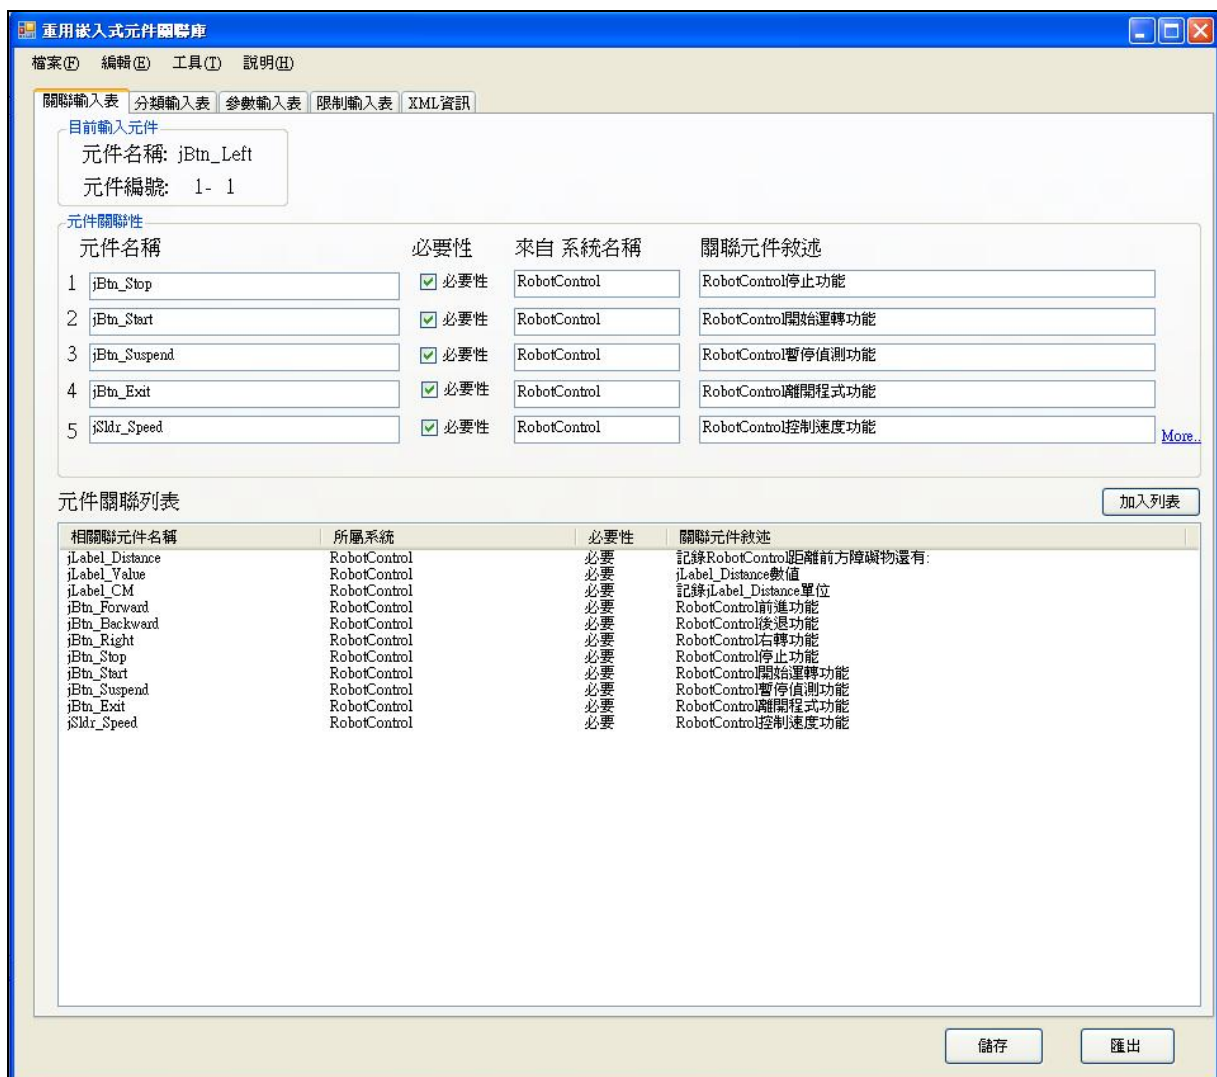 重用嵌入式元件關聯庫
檔案(F) 編輯(E) 工具(T) 說明(H)
關聯輸入表 分類輸入表 參數輸入表 限制輸入表 XML資訊
目前輸入元件
元件名稱: jBtn_Left
元件編號: 1- 1
元件關聯性
元件名稱 必要性 來自 系統名稱 關聯元件敘述
1 jBtn_Stop 必要性 RobotControl RobotControl停止功能
2 jBtn_Start 必要性 RobotControl RobotControl開始運轉功能
3 jBtn_Suspend 必要性 RobotControl RobotControl暫停偵測功能
4 jBtn_Exit 必要性 RobotControl RobotControl離開程式功能
5 jSldr_Speed 必要性 RobotControl RobotControl控制速度功能
More..
元件關聯列表 加入列表
相關聯元件名稱 所屬系統 必要性 關聯元件敘述
jLabel_Distance RobotControl 必要 記錄RobotControl距離前方障礙物還有:
jLabel_Value RobotControl 必要 jLabel_Distance數值
jLabel_CM RobotControl 必要 記錄jLabel_Distance單位
jBtn_Forward RobotControl 必要 RobotControl前進功能
jBtn_Backward RobotControl 必要 RobotControl後退功能
jBtn_Right RobotControl 必要 RobotControl右轉功能
jBtn_Stop RobotControl 必要 RobotControl停止功能
jBtn_Start RobotControl 必要 RobotControl開始運轉功能
jBtn_Suspend RobotControl 必要 RobotControl暫停偵測功能
jBtn_Exit RobotControl 必要 RobotControl離開程式功能
jSldr_Speed RobotControl 必要 RobotControl控制速度功能
儲存 匯出